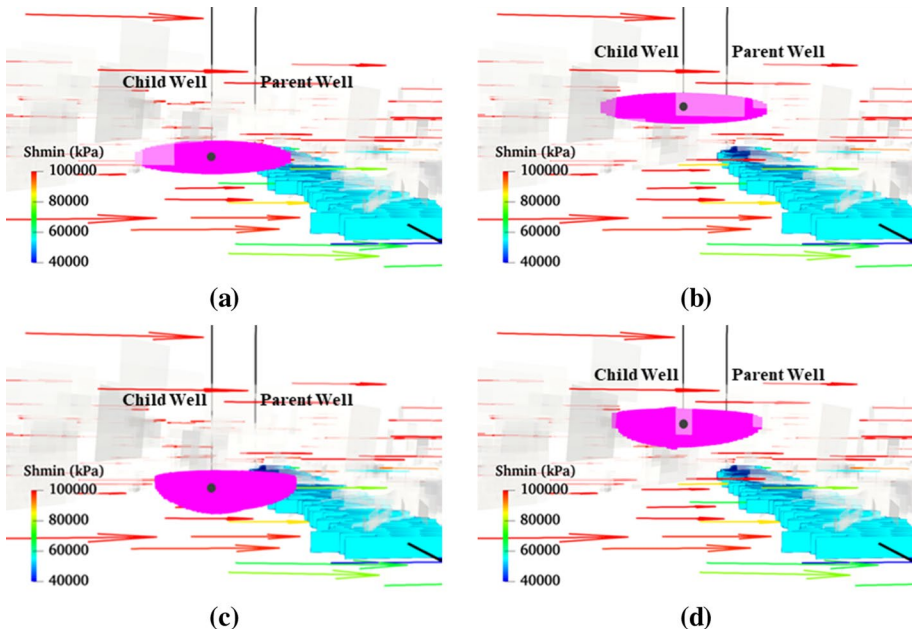 Child Well Parent Well
Shmin (kPa)
100000
80000
60000
40000
(a)
Child Well Parent Well
Shmin (kPa)
100000
80000
60000
40000
(b)
Child Well Parent Well
Shmin (kPa)
100000
80000
60000
40000
(c)
Child Well Parent Well
Shmin (kPa)
100000
80000
60000
40000
(d)